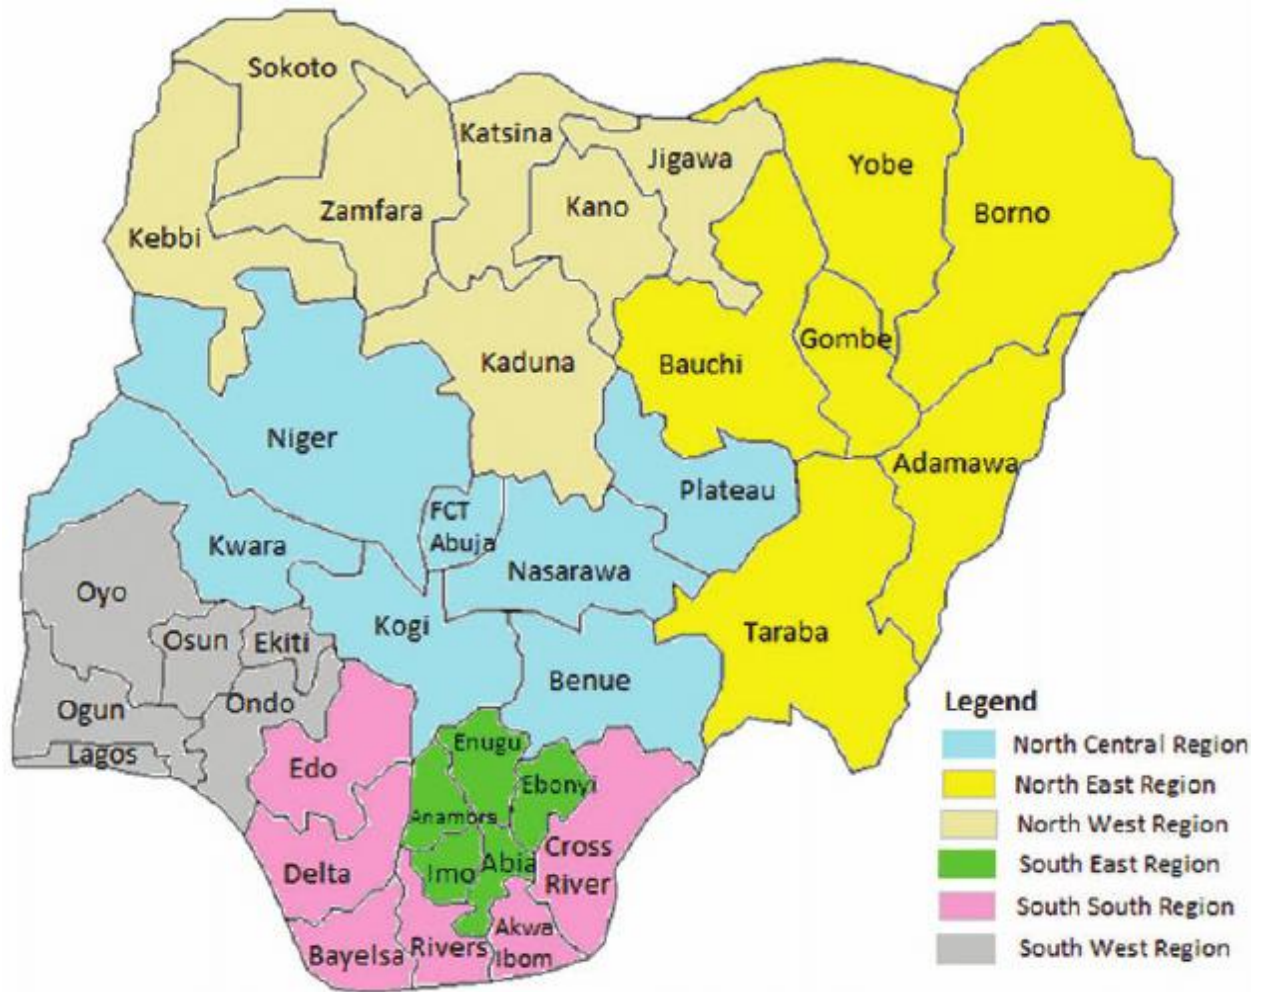 Sokoto
Katsina
Jigawa
Yobe
Kano
Zamfara
Borno
Kebbi
Gombe
Kaduna
Bauchi
Niger
Adamawa
Plateau
FCT
Abuja
Kwara
Nasarawa
Oyo
Kogi
Taraba
Osun
Ekiti
Benue
Ondo
Ogun
Lagos
Enugu
Edo
Ebonyi
Anamors
Cross
River
Abia
Imo
Delta
Akwa
Ibom
Rivers
Bayelsa
Legend
North Central Region
North East Region
North West Region
South East Region
South South Region
South West Region